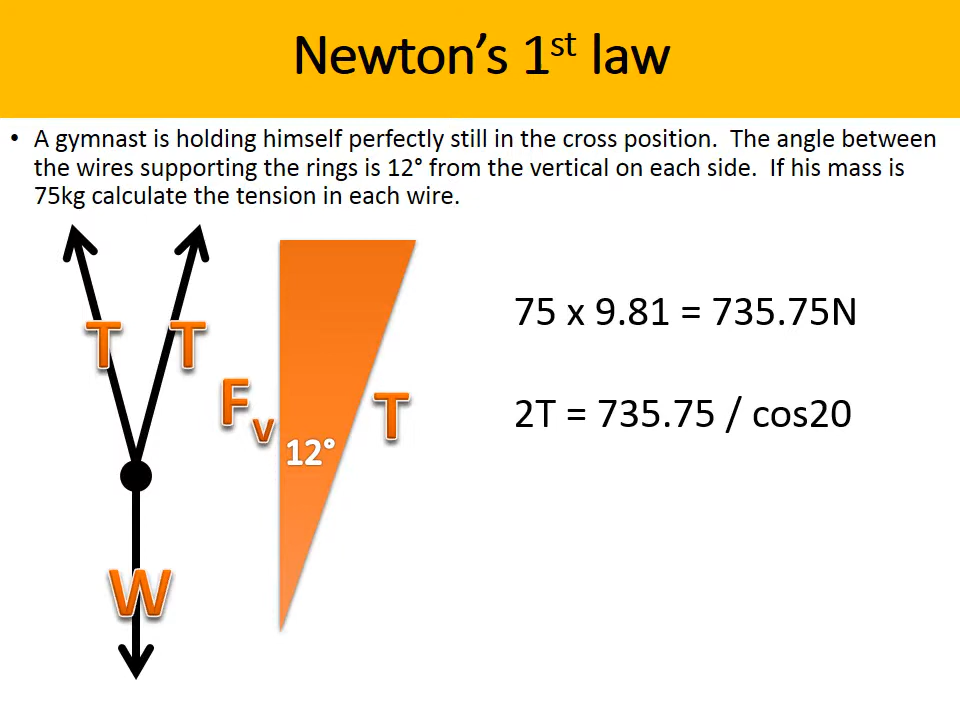 Newton's 1st law
• A gymnast is holding himself perfectly still in the cross position.  The angle between
the wires supporting the rings is 12° from the vertical on each side.  If his mass is
75kg calculate the tension in each wire.
T T
W
Fv
12°
T
75 x 9.81 = 735.75N
2T = 735.75 / cos20